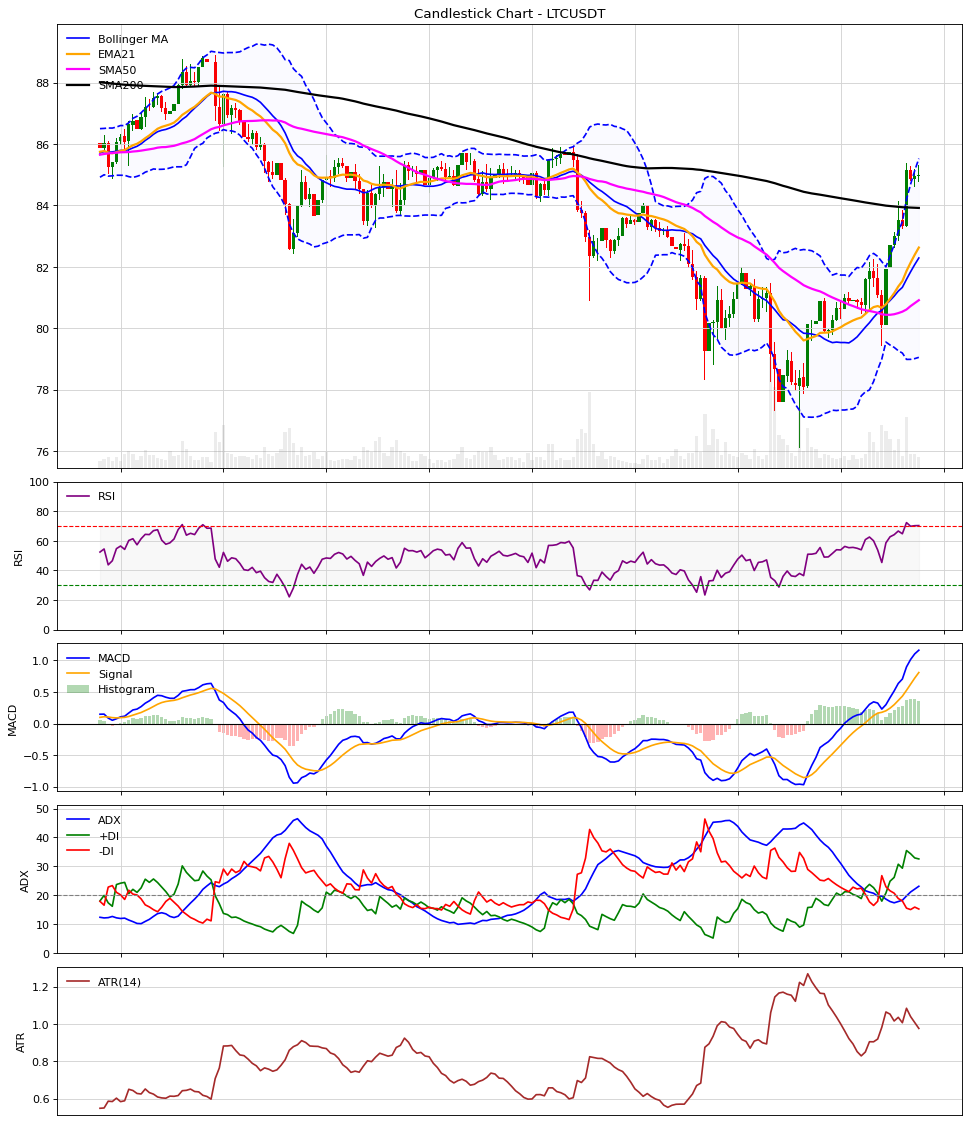 Candlestick Chart - LTCUSDT
Bollinger MA
EMA21
SMA50
SMA200
88
86
84
82
80
78
76
100
80
60
40
20
0
RSI
RSI
1.0
0.5
0.0
−0.5
−1.0
MACD
MACD
Signal
Histogram
50
40
30
20
10
0
ADX
ADX
+DI
-DI
1.2
1.0
0.8
0.6
ATR
ATR(14)